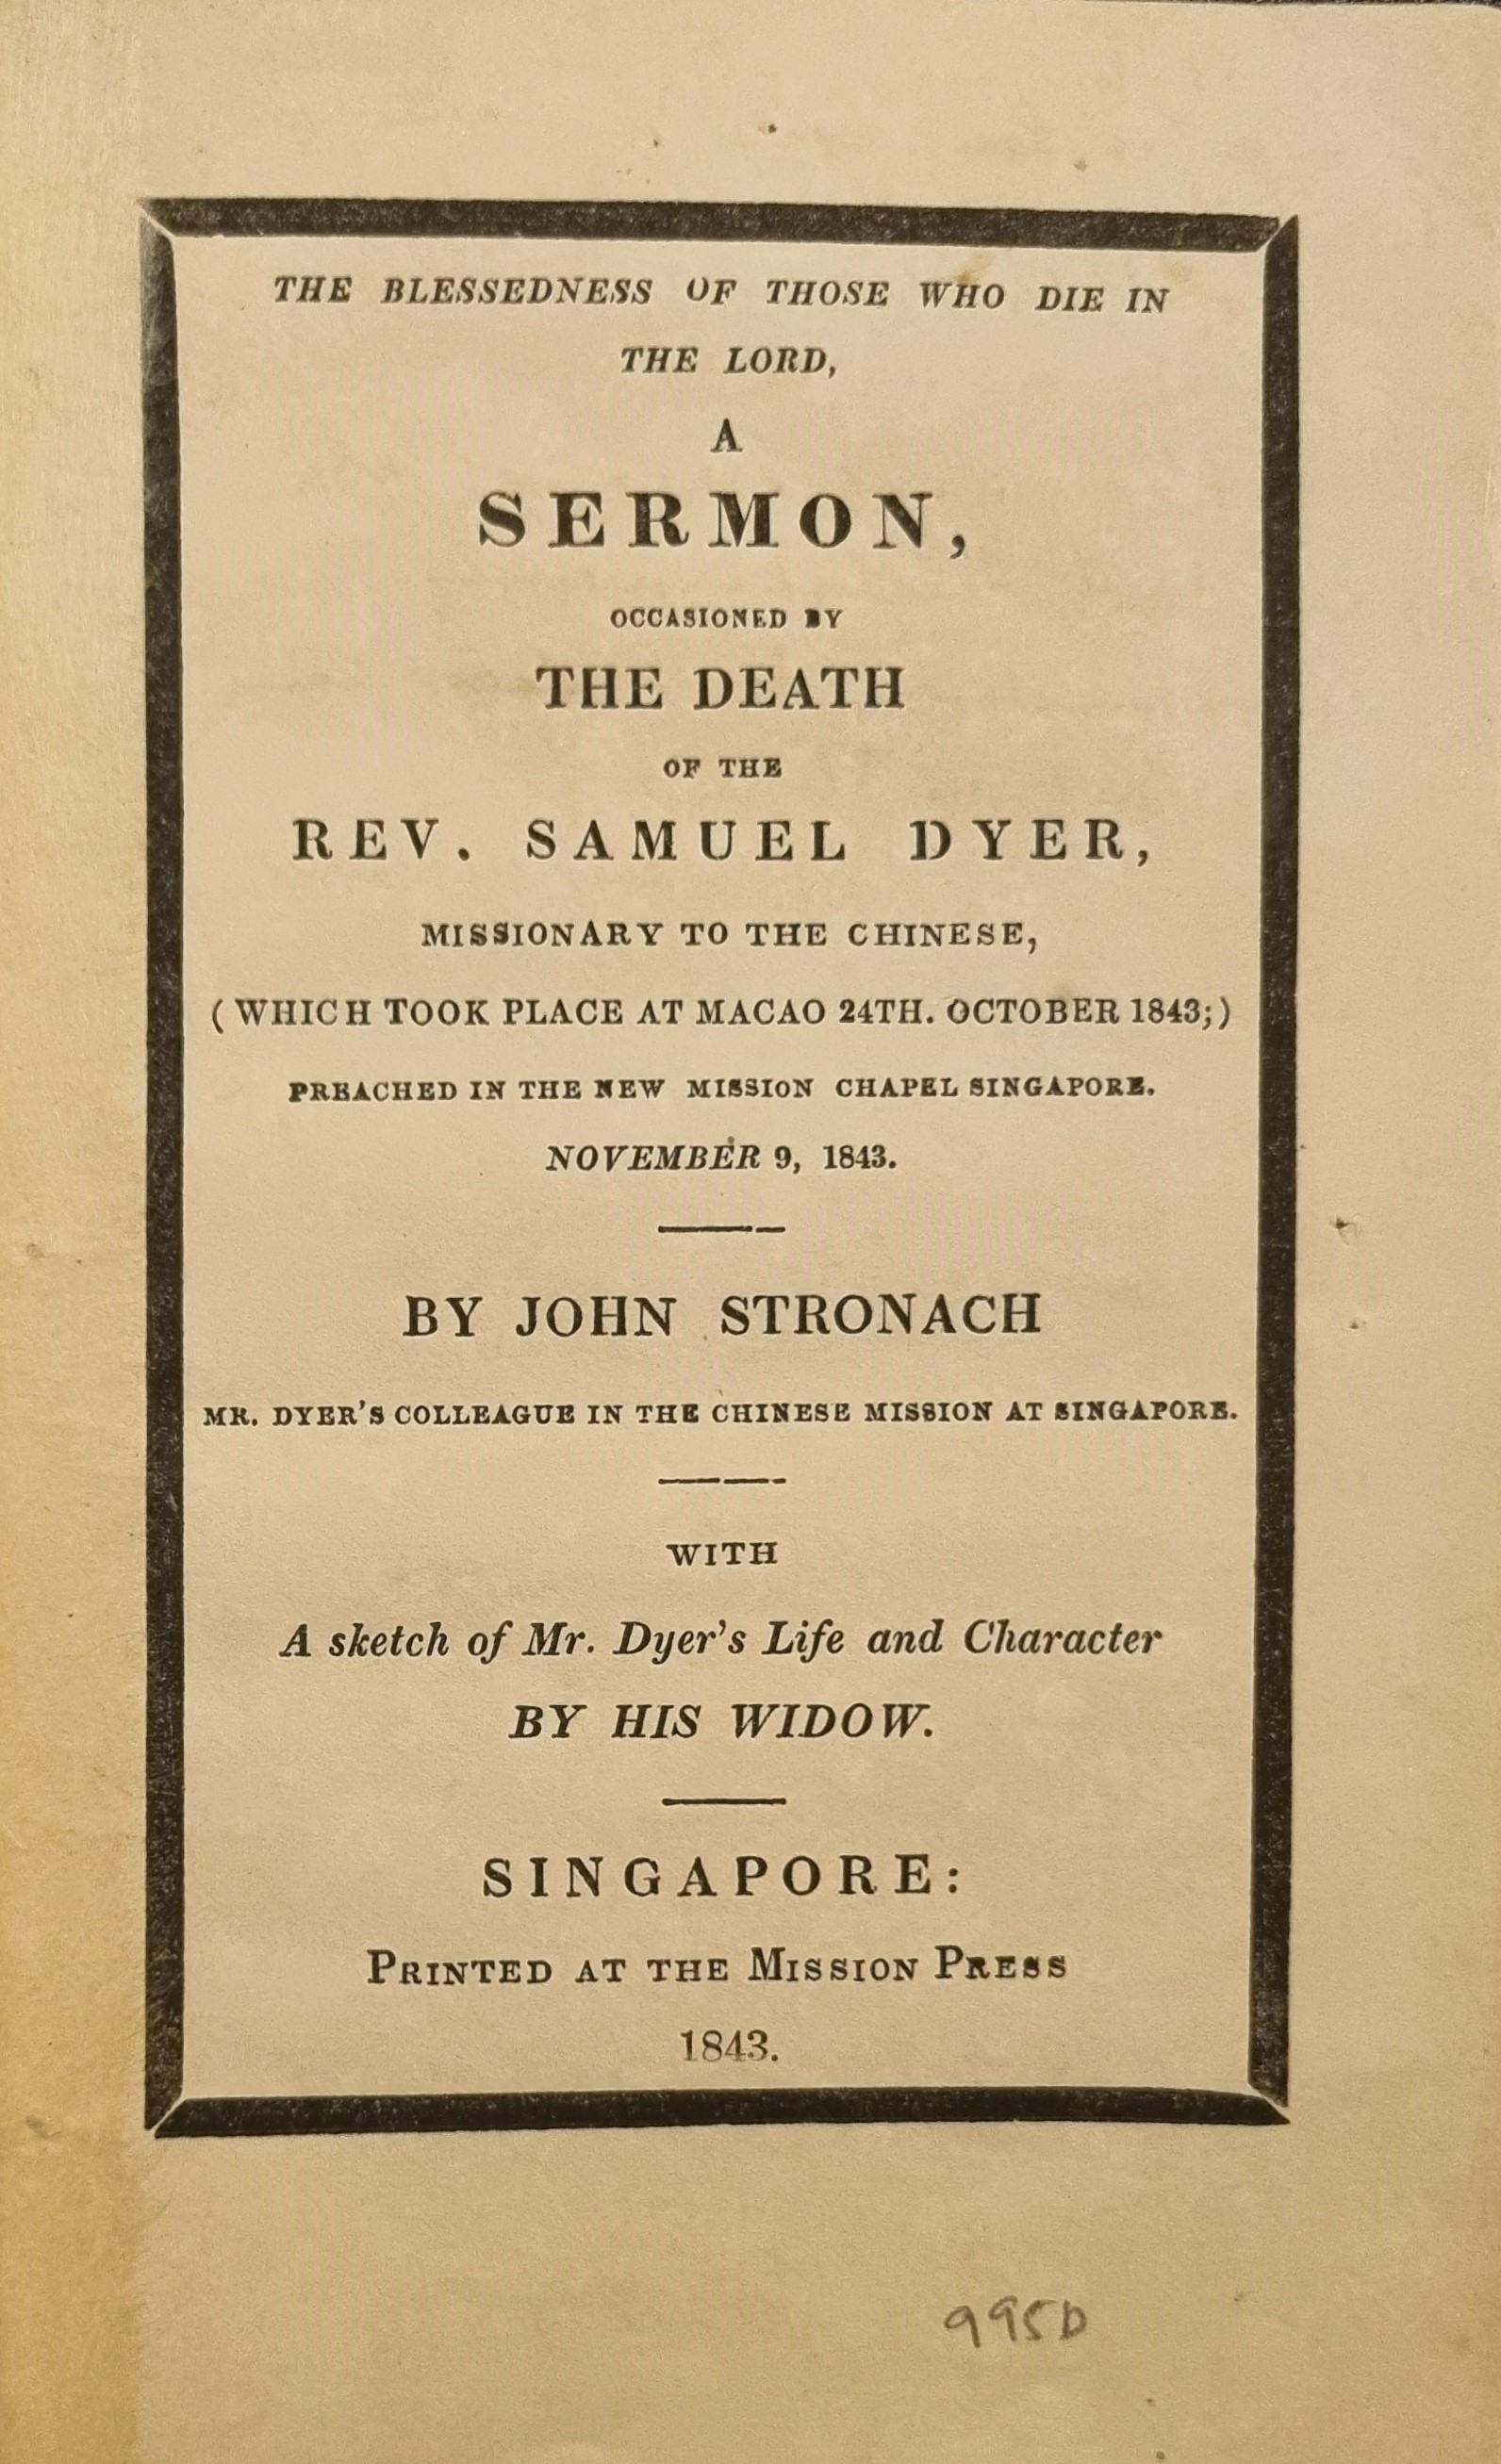 THE BLESSEDNESS OF THOSE WHO DIE IN
THE LORD,
A
SERMON,
OCCASIONED BY
THE DEATH
OF THE
REV. SAMUEL DYER,
MISSIONARY TO THE CHINESE,
(WHICH TOOK PLACE AT MACAO 24TH. OCTOBER 1843;)
PREACHED IN THE NEW MISSION CHAPEL SINGAPORE.
NOVEMBER 9, 1843.
BY JOHN STRONACH
MR. DYER'S COLLEAGUE IN THE CHINESE MISSION AT SINGAPORE.
WITH
A sketch of Mr. Dyer's Life and Character
BY HIS WIDOW.
SINGAPORE:
PRINTED AT THE MISSION PRESS
1843.
995D